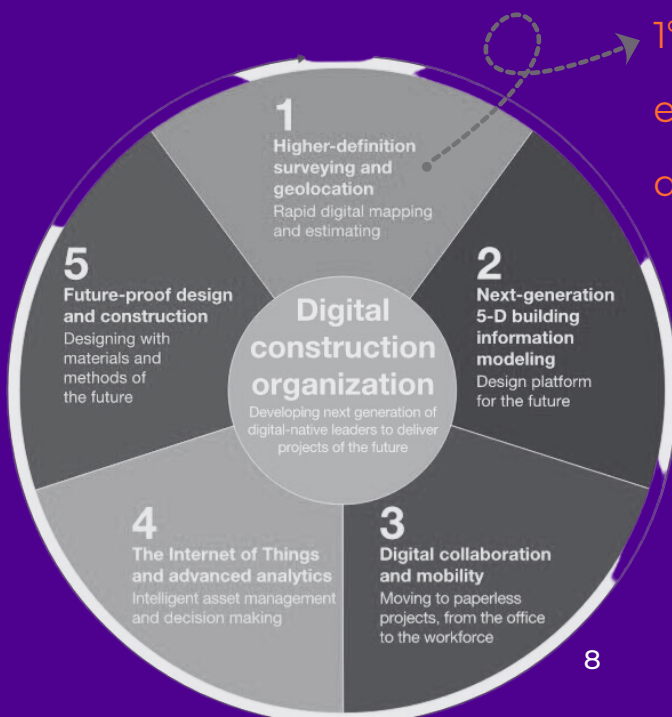 1
Higher-definition
surveying and
geolocation
Rapid digital mapping
and estimating
2
Next-generation
5-D building
information
modeling
Design platform
for the future
3
Digital collaboration
and mobility
Moving to paperless
projects, from the office
to the workforce
4
The Internet of Things
and advanced analytics
Intelligent asset management
and decision making
5
Future-proof design
and construction
Designing with
materials and
methods of
the future
Digital
construction
organization
Developing next generation of
digital-native leaders to deliver
projects of the future
8